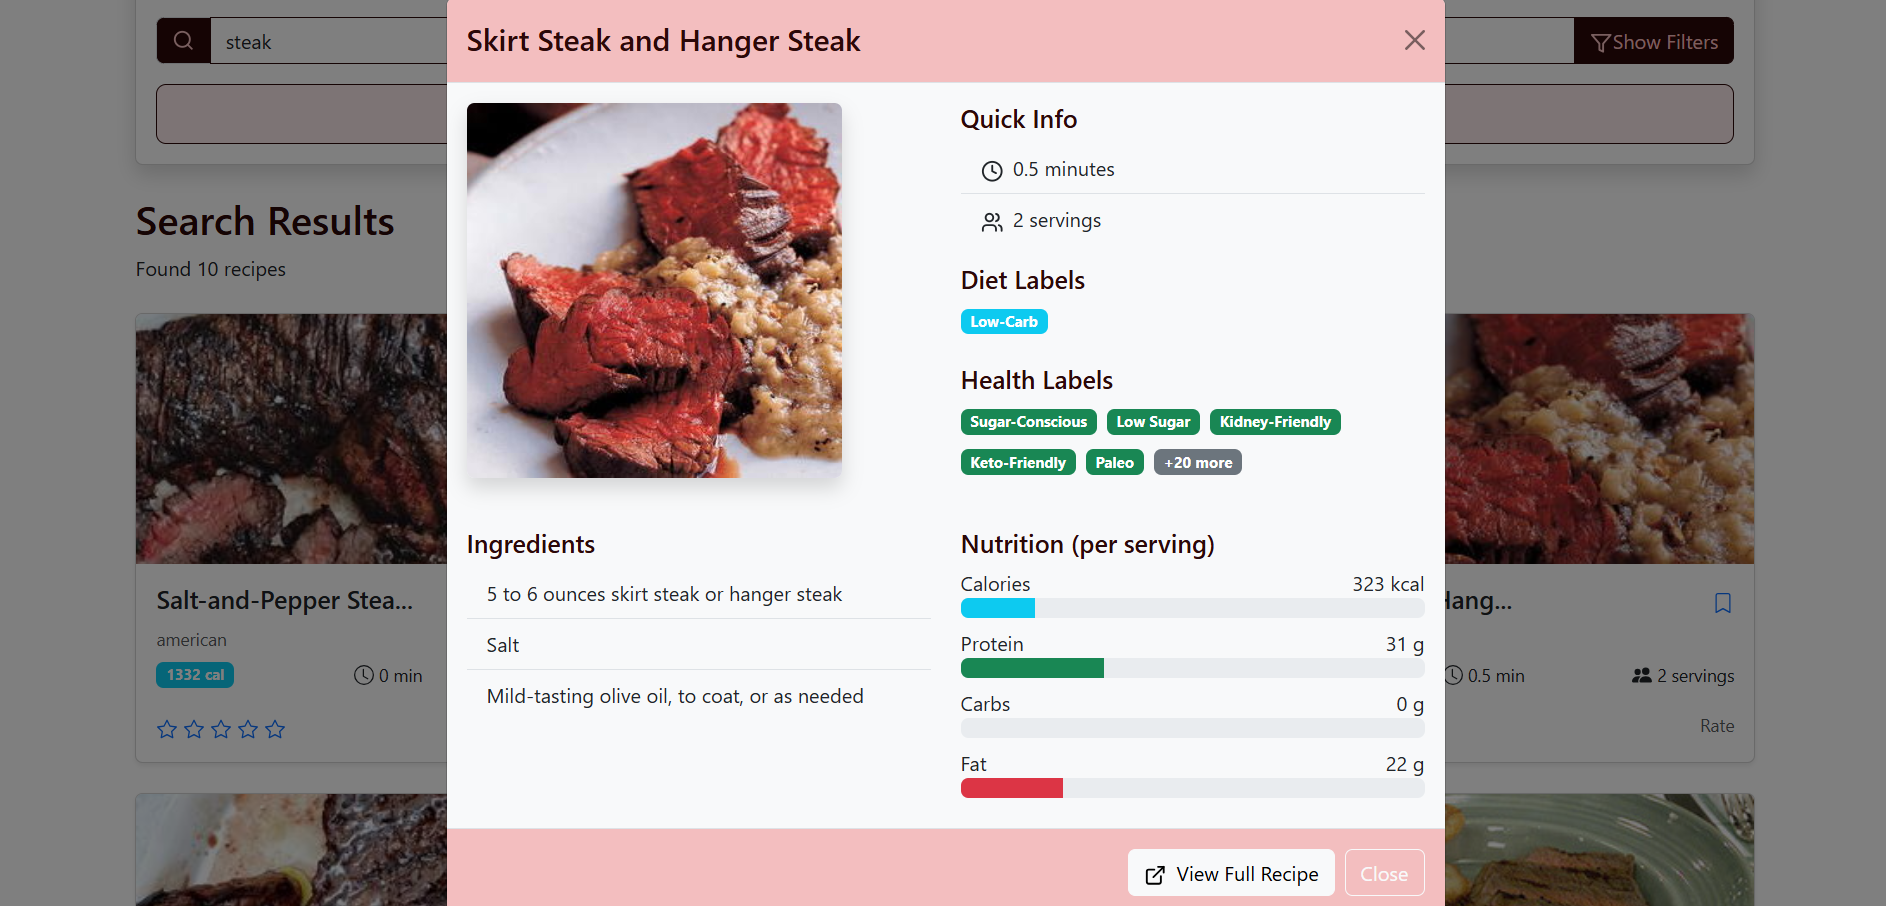 steak
Show Filters
Search Results
Found 10 recipes
Salt-and-Pepper Stea...
american
1332 cal
0 min
Skirt Steak and Hanger Steak
Quick Info
0.5 minutes
2 servings
Diet Labels
Low-Carb
Health Labels
Sugar-Conscious Low Sugar Kidney-Friendly
Keto-Friendly Paleo +20 more
Ingredients
5 to 6 ounces skirt steak or hanger steak
Salt
Mild-tasting olive oil, to coat, or as needed
Nutrition (per serving)
Calories 323 kcal
Protein 31 g
Carbs 0 g
Fat 22 g
View Full Recipe Close
Hang...
0.5 min 2 servings
Rate